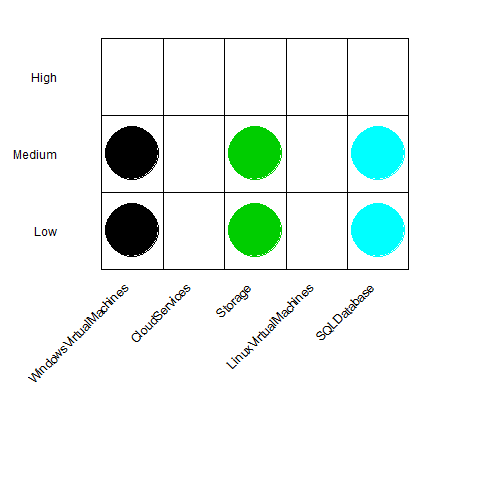 High
Medium
Low
WindowsVirtualMachines
CloudServices
Storage
LinuxVirtualMachines
SQLDatabase